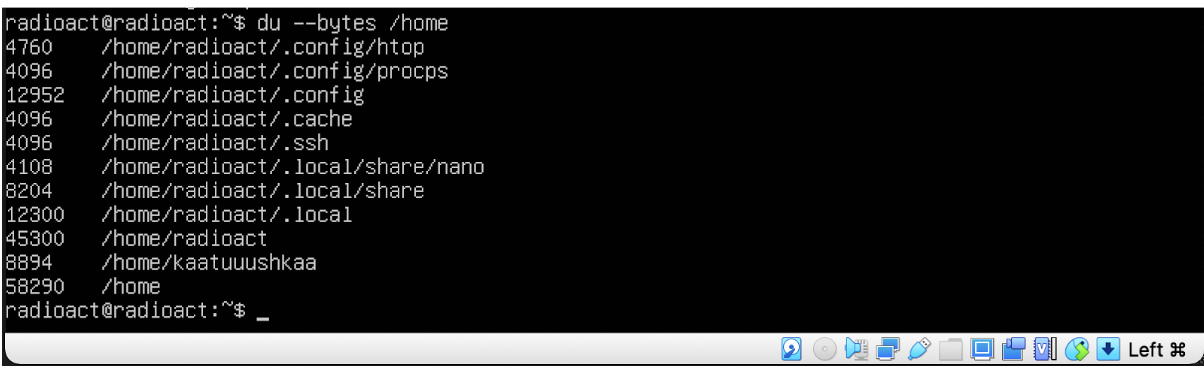 radioact@radioact:~$ du --bytes /home
4760 /home/radioact/.config/htop
4096 /home/radioact/.config/procps
12952 /home/radioact/.config
4096 /home/radioact/.cache
4096 /home/radioact/.ssh
4108 /home/radioact/.local/share/nano
8204 /home/radioact/.local/share
12300 /home/radioact/.local
45300 /home/radioact
8894 /home/kaatuuushkaa
58290 /home
radioact@radioact:~$ _
Left ⌘